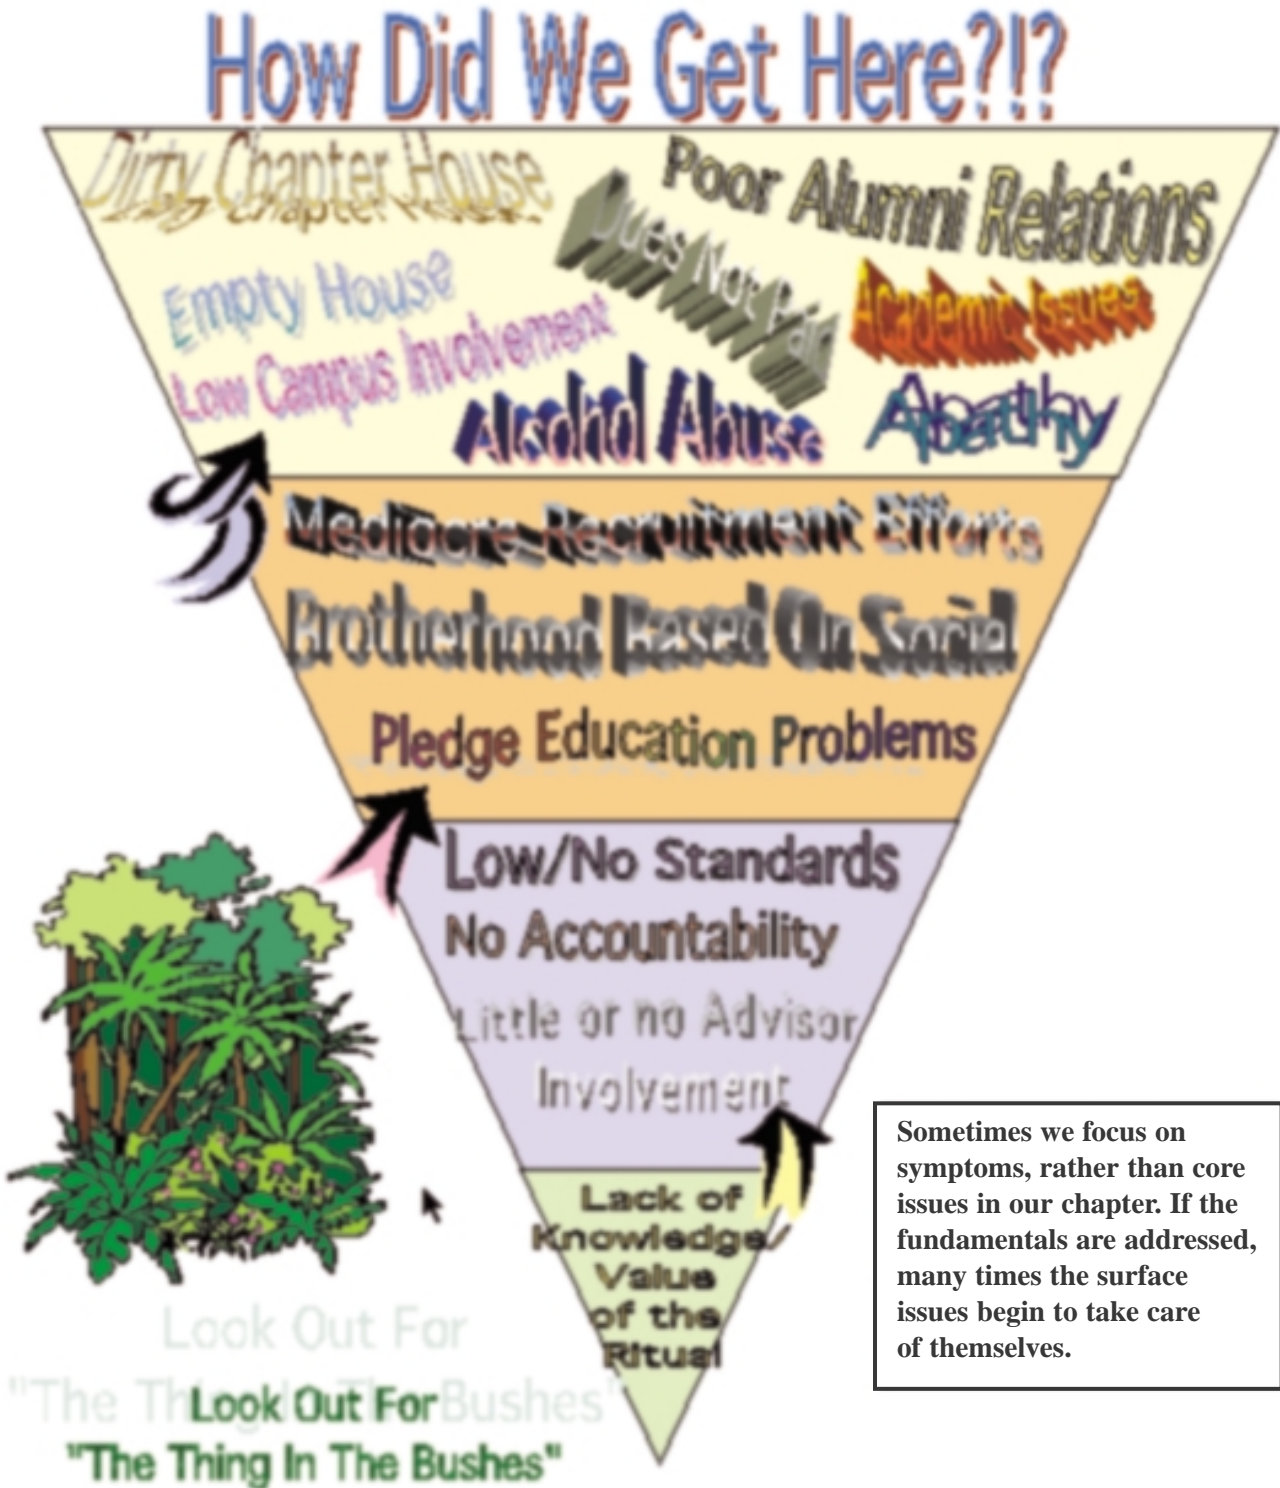 How Did We Get Here?!?
Dirty Chapter House
Poor Alumni Relations
Dues Not Paid
Empty House
Academic Issues
Low Campus Involvement
Alcohol Abuse
Apathy
Mediocre Recruitment Efforts
Brotherhood Based On Social
Pledge Education Problems
Low/No Standards
No Accountability
Little or no Advisor
Involvement
Lack of
Knowledge/
Value
of the
Ritual
Sometimes we focus on
symptoms, rather than core
issues in our chapter. If the
fundamentals are addressed,
many times the surface
issues begin to take care
of themselves.
Look Out For
"The Thing In The Bushes"
Look Out For
"The Thing In The Bushes"